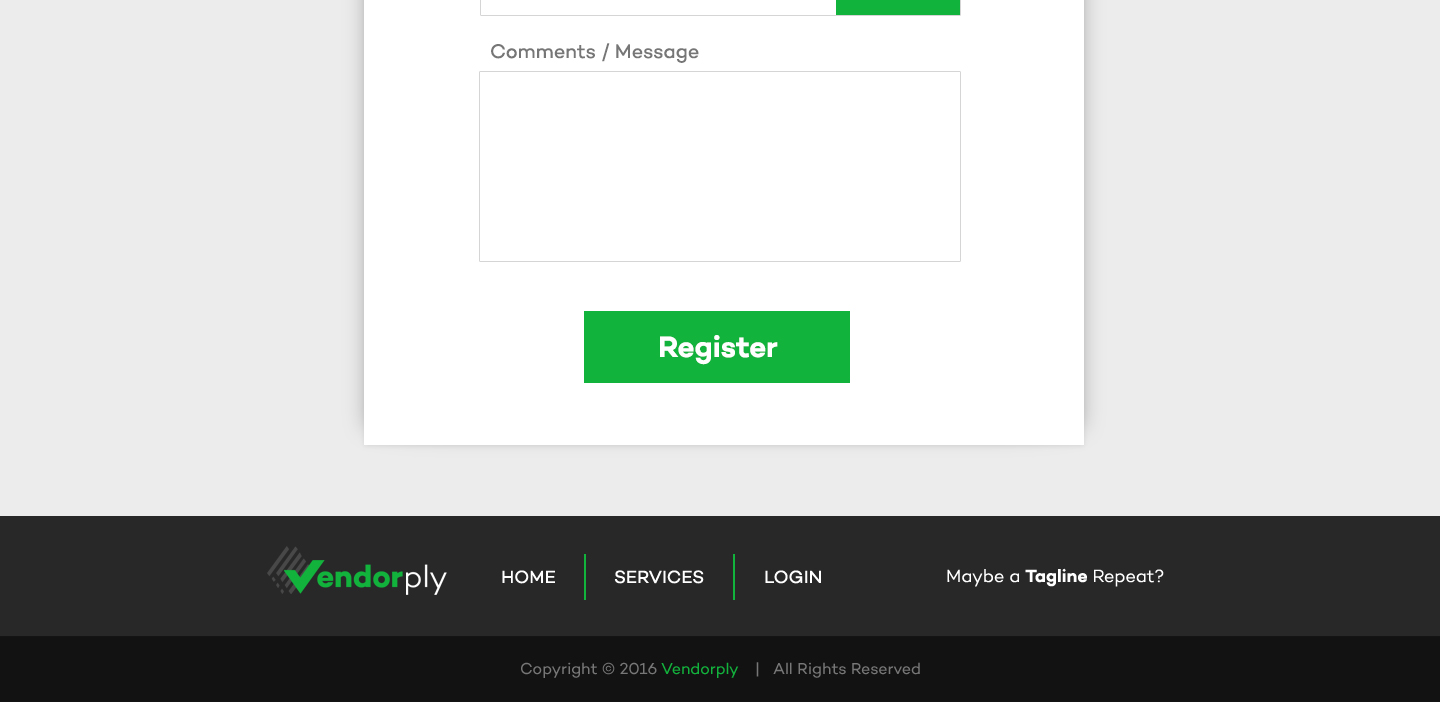 Comments / Message
Register
Vendorply
HOME
SERVICES
LOGIN
Maybe a Tagline Repeat?
Copyright © 2016 Vendorply | All Rights Reserved